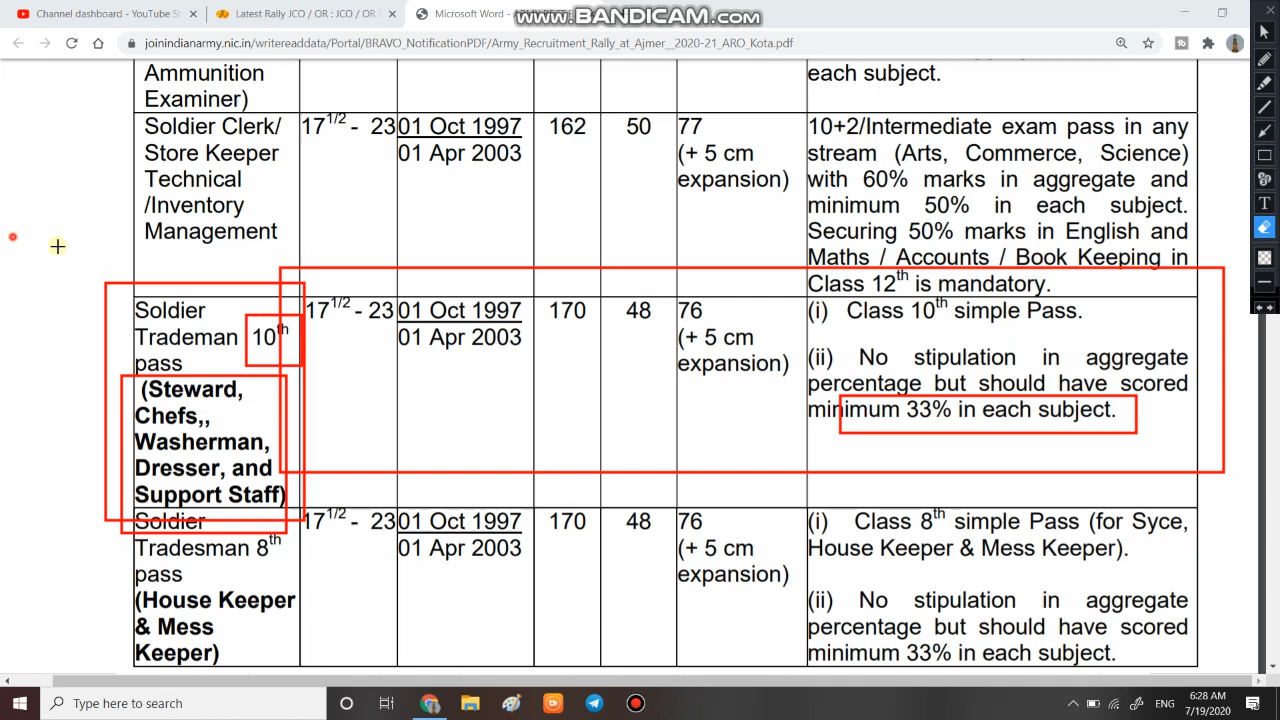 Channel dashboard - YouTube St
Latest Rally JCO / OR : JCO / OR
Microsoft Word -
www.BANDICAM.com
joinindianarmy.nic.in/writereaddata/Portal/BRAVO_NotificationPDF/Army_Recruitment_Rally_at_Ajmer__2020-21_ARO_Kota.pdf
Ammunition
Examiner)
each subject.
Soldier Clerk/
Store Keeper
Technical
/Inventory
Management
17 1/2 - 23
01 Oct 1997
01 Apr 2003
162
50
77
(+ 5 cm
expansion)
10+2/Intermediate exam pass in any
stream (Arts, Commerce, Science)
with 60% marks in aggregate and
minimum 50% in each subject.
Securing 50% marks in English and
Maths / Accounts / Book Keeping in
Class 12th is mandatory.
Soldier
Trademan 10th
pass
(Steward,
Chefs,,
Washerman,
Dresser, and
Support Staff)
17 1/2 - 23
01 Oct 1997
01 Apr 2003
170
48
76
(+ 5 cm
expansion)
(i) Class 10th simple Pass.
(ii) No stipulation in aggregate
percentage but should have scored
minimum 33% in each subject.
Soldier
Tradesman 8th
pass
(House Keeper
& Mess
Keeper)
17 1/2 - 23
01 Oct 1997
01 Apr 2003
170
48
76
(+ 5 cm
expansion)
(i) Class 8th simple Pass (for Syce,
House Keeper & Mess Keeper).
(ii) No stipulation in aggregate
percentage but should have scored
minimum 33% in each subject.
Type here to search
ENG
6:28 AM
7/19/2020